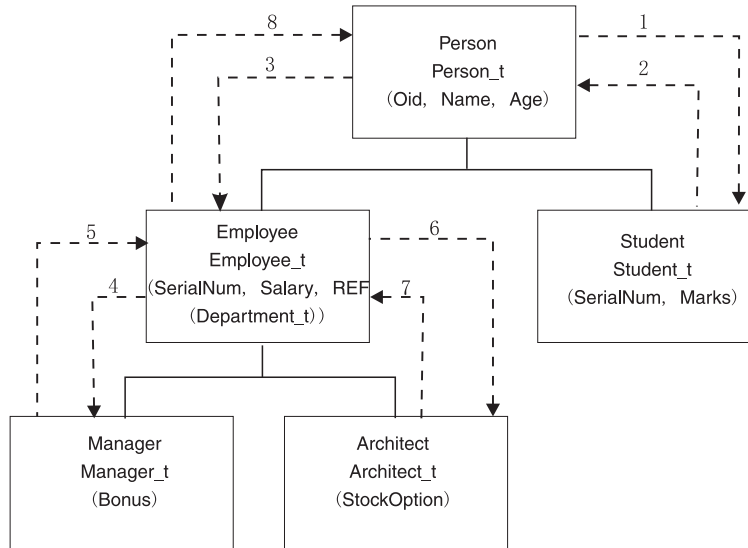 8
1
Person
Person_t
(Oid, Name, Age)
3
2
Employee
Employee_t
(SerialNum, Salary, REF
(Department_t))
5
4
6
7
Student
Student_t
(SerialNum, Marks)
Manager
Manager_t
(Bonus)
Architect
Architect_t
(StockOption)